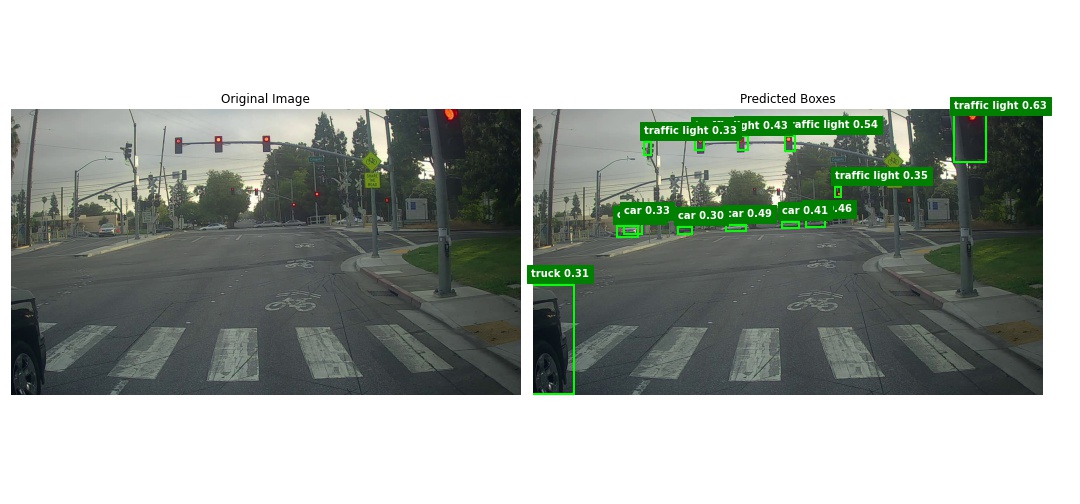 Original Image
Predicted Boxes
traffic light 0.63
traffic light 0.33
light 0.43
traffic light 0.54
traffic light 0.35
car 0.33
car 0.30
car 0.49
car 0.41
.46
truck 0.31